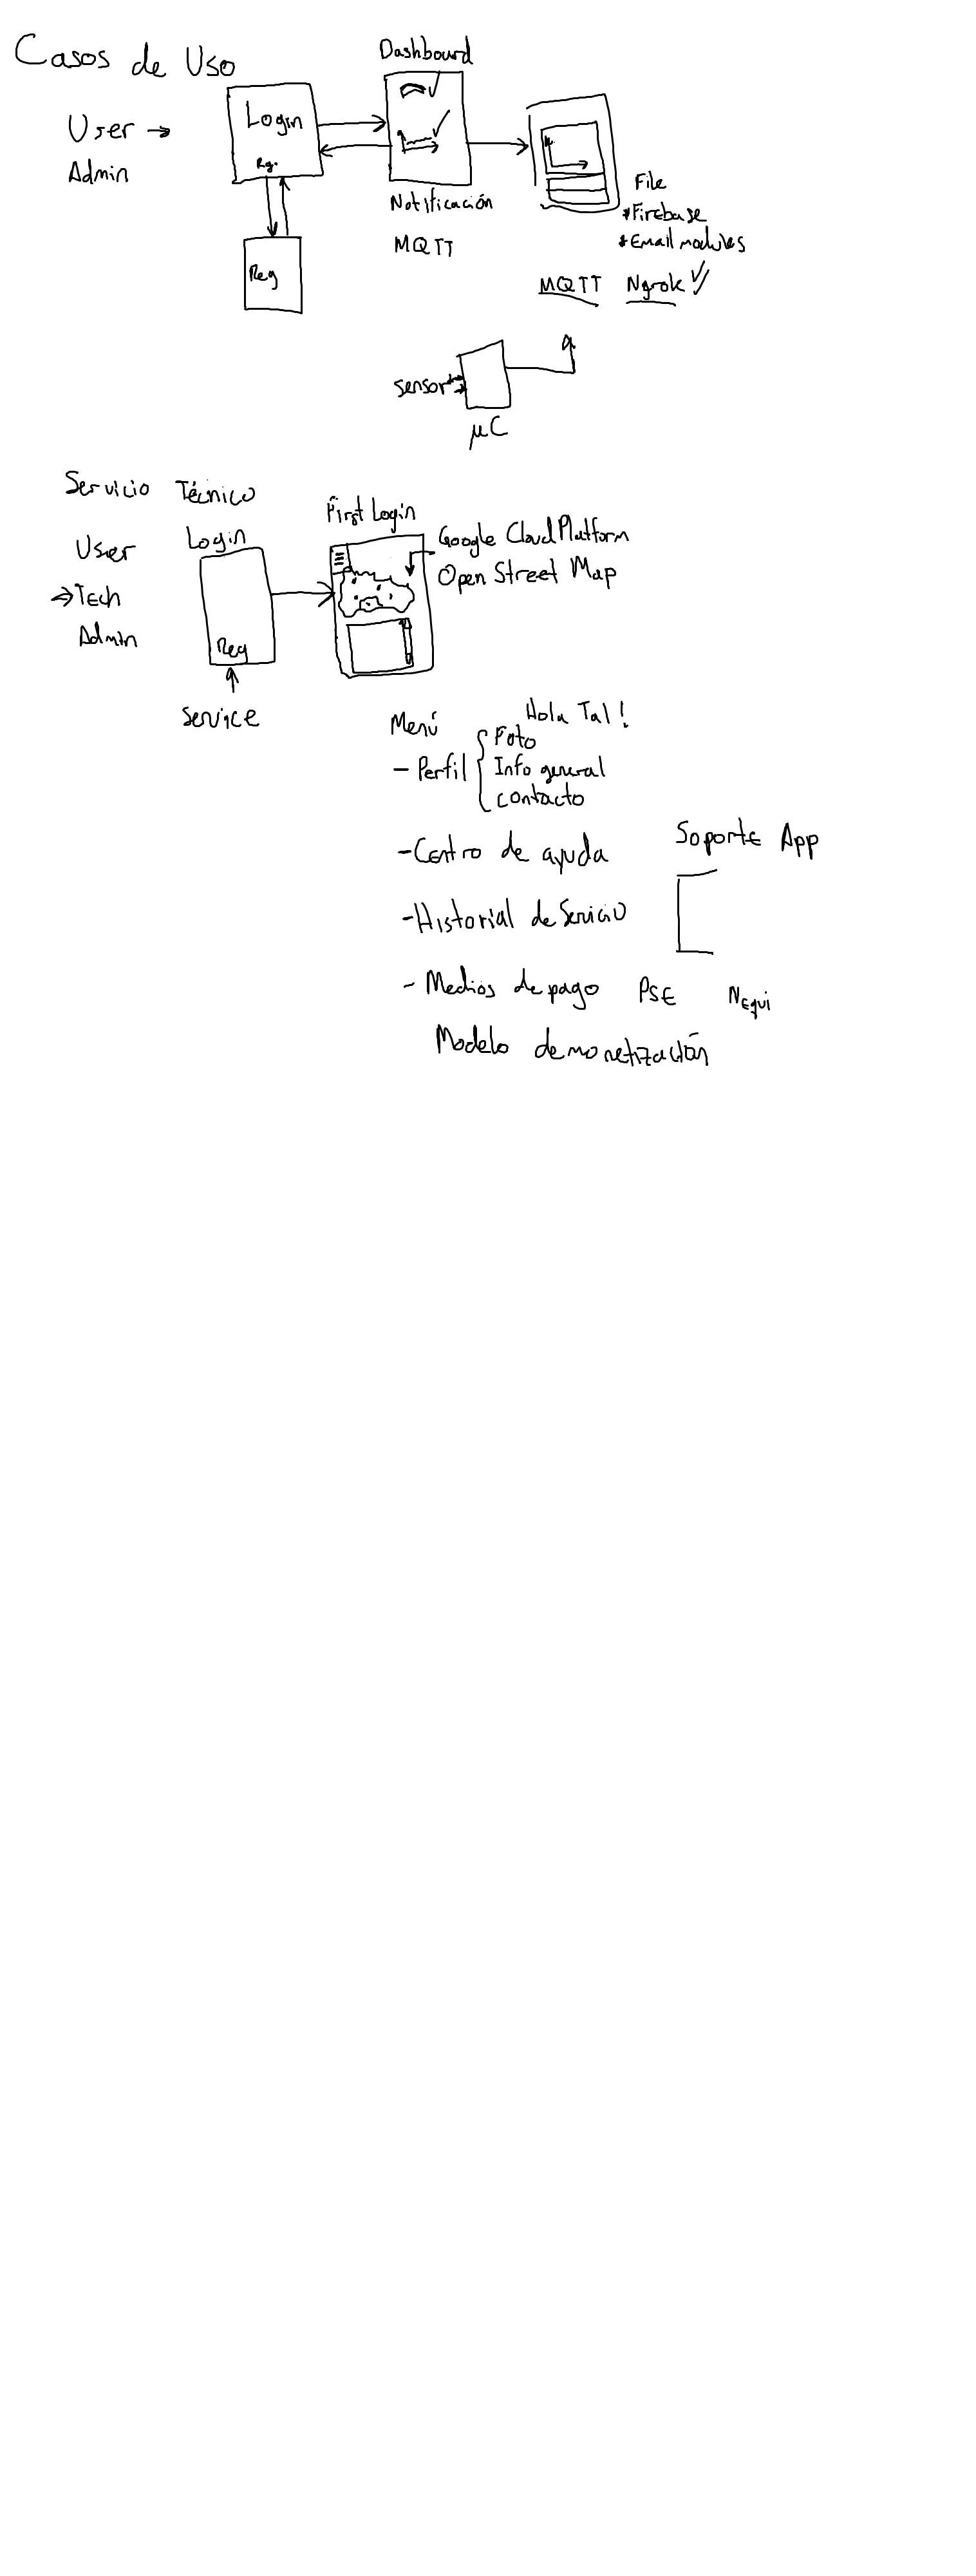 Casos de Uso
User →
Admin
Login
Reg.
Reg
Dashboard
Notificación
MQTT
File
*Firebase
*Email modules
MQTT Ngrok
sensor
μC
Servicio Técnico
User
→Tech
Admin
Login
Reg
Service
First Login
Google Cloud Platform
Open Street Map
Menú
Hola Tal!
- Perfil
Foto
Info general
contacto
- Centro de ayuda
Soporte App
- Historial de Servicio
- Medios de pago PSE Nequi
Modelo de monetización